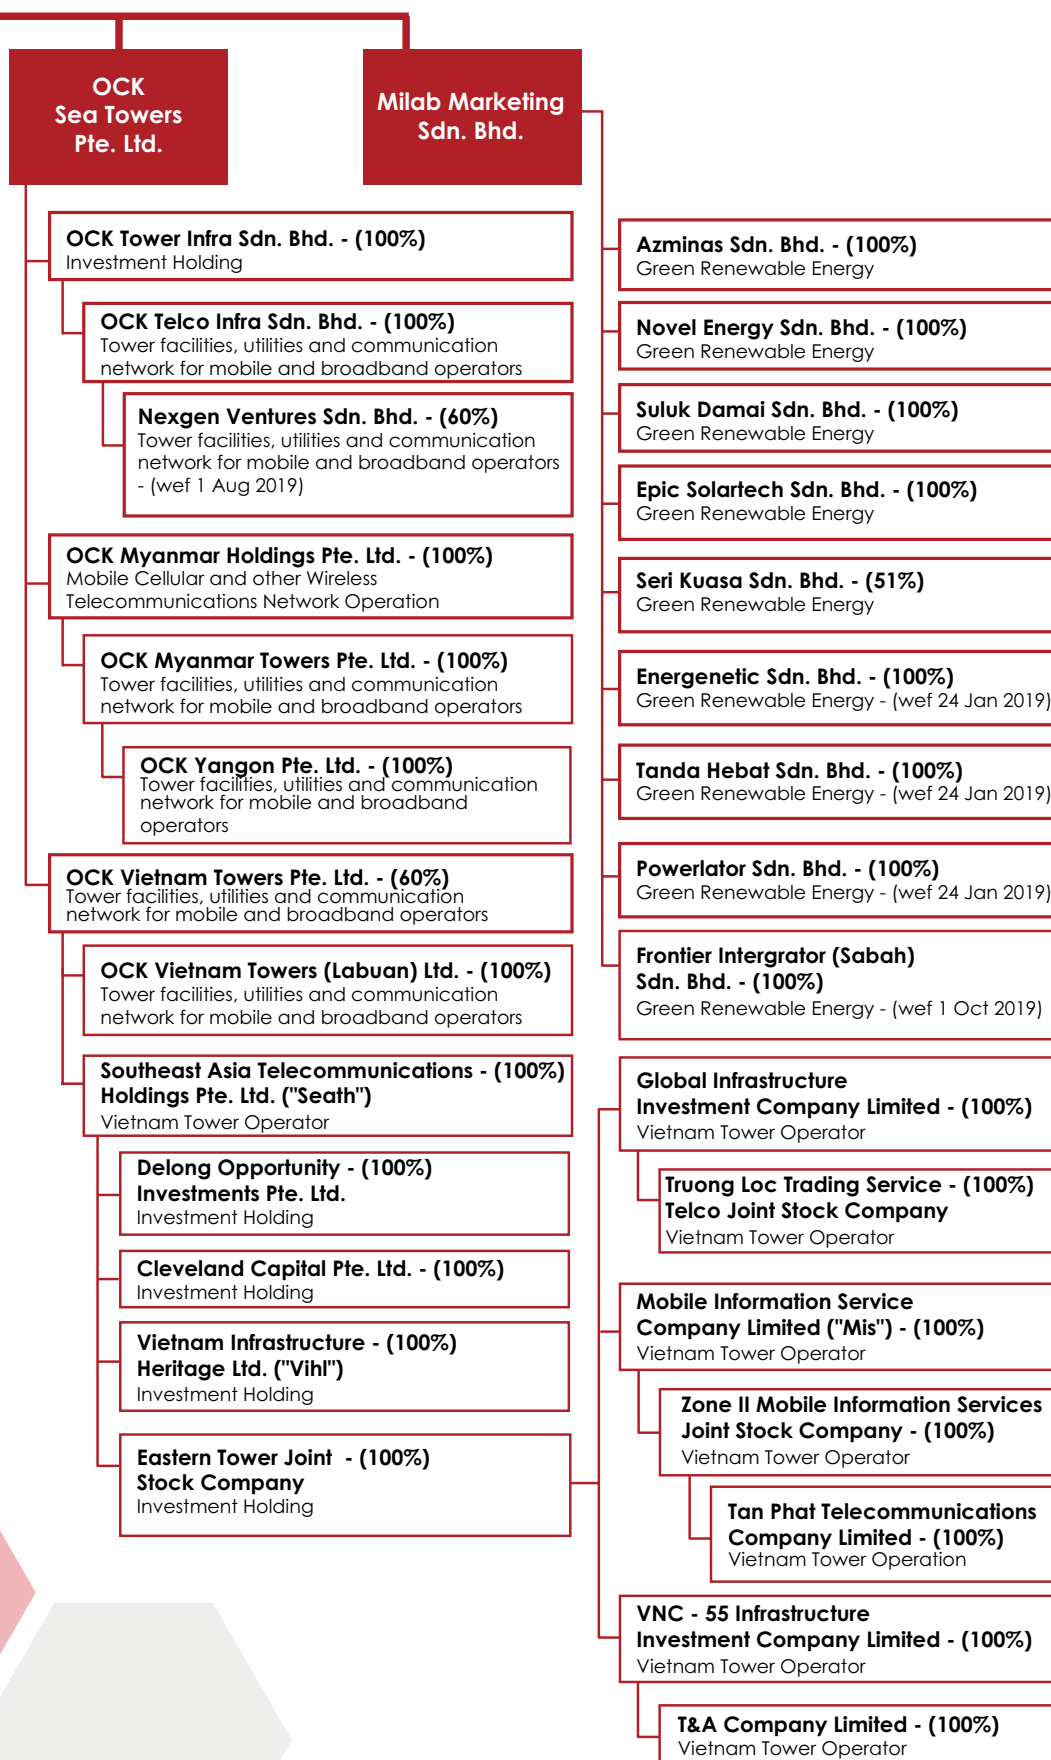 OCK
Sea Towers
Pte. Ltd.
Milab Marketing
Sdn. Bhd.
OCK Tower Infra Sdn. Bhd. - (100%)
Investment Holding
OCK Telco Infra Sdn. Bhd. - (100%)
Tower facilities, utilities and communication
network for mobile and broadband operators
Nexgen Ventures Sdn. Bhd. - (60%)
Tower facilities, utilities and communication
network for mobile and broadband operators
- (wef 1 Aug 2019)
OCK Myanmar Holdings Pte. Ltd. - (100%)
Mobile Cellular and other Wireless
Telecommunications Network Operation
OCK Myanmar Towers Pte. Ltd. - (100%)
Tower facilities, utilities and communication
network for mobile and broadband operators
OCK Yangon Pte. Ltd. - (100%)
Tower facilities, utilities and communication
network for mobile and broadband
operators
OCK Vietnam Towers Pte. Ltd. - (60%)
Tower facilities, utilities and communication
network for mobile and broadband operators
OCK Vietnam Towers (Labuan) Ltd. - (100%)
Tower facilities, utilities and communication
network for mobile and broadband operators
Southeast Asia Telecommunications - (100%)
Holdings Pte. Ltd. ("Seath")
Vietnam Tower Operator
Delong Opportunity - (100%)
Investments Pte. Ltd.
Investment Holding
Cleveland Capital Pte. Ltd. - (100%)
Investment Holding
Vietnam Infrastructure - (100%)
Heritage Ltd. ("Vihl")
Investment Holding
Eastern Tower Joint - (100%)
Stock Company
Investment Holding
Azminas Sdn. Bhd. - (100%)
Green Renewable Energy
Novel Energy Sdn. Bhd. - (100%)
Green Renewable Energy
Suluk Damai Sdn. Bhd. - (100%)
Green Renewable Energy
Epic Solartech Sdn. Bhd. - (100%)
Green Renewable Energy
Seri Kuasa Sdn. Bhd. - (51%)
Green Renewable Energy
Energenetic Sdn. Bhd. - (100%)
Green Renewable Energy - (wef 24 Jan 2019)
Tanda Hebat Sdn. Bhd. - (100%)
Green Renewable Energy - (wef 24 Jan 2019)
Powerlator Sdn. Bhd. - (100%)
Green Renewable Energy - (wef 24 Jan 2019)
Frontier Intergrator (Sabah)
Sdn. Bhd. - (100%)
Green Renewable Energy - (wef 1 Oct 2019)
Global Infrastructure
Investment Company Limited - (100%)
Vietnam Tower Operator
Truong Loc Trading Service - (100%)
Telco Joint Stock Company
Vietnam Tower Operator
Mobile Information Service
Company Limited ("Mis") - (100%)
Vietnam Tower Operator
Zone II Mobile Information Services
Joint Stock Company - (100%)
Vietnam Tower Operator
Tan Phat Telecommunications
Company Limited - (100%)
Vietnam Tower Operation
VNC - 55 Infrastructure
Investment Company Limited - (100%)
Vietnam Tower Operator
T&A Company Limited - (100%)
Vietnam Tower Operator